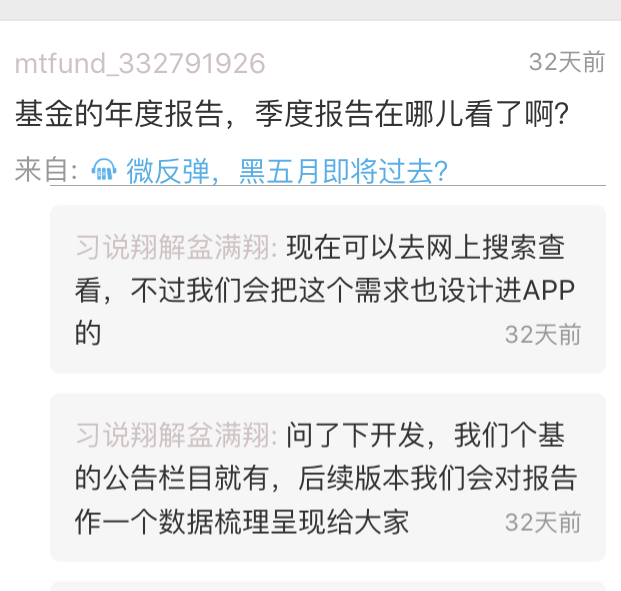 mtfund_332791926
32天前
基金的年度报告，季度报告在哪儿看了啊？
来自: 微反弹，黑五月即将过去?
习说翔解盆满翔: 现在可以去网上搜索查
看，不过我们会把这个需求也设计进APP
的
32天前
习说翔解盆满翔: 问了下开发，我们个基
的公告栏目就有，后续版本我们会对报告
作一个数据梳理呈现给大家
32天前